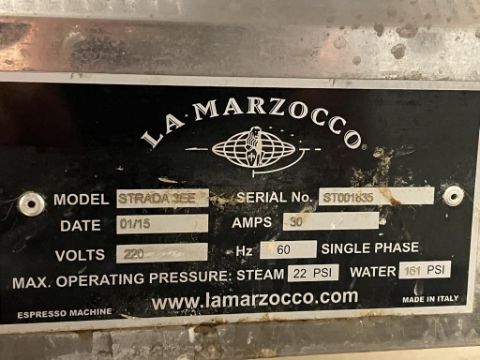 LA MARZOCCO
MODEL STRADA 3EE SERIAL No. ST001835
DATE 01/15 AMPS 30
VOLTS 220 Hz 60 SINGLE PHASE
MAX. OPERATING PRESSURE: STEAM 22 PSI WATER 161 PSI
www.lamarzocco.com
ESPRESSO MACHINE MADE IN ITALY